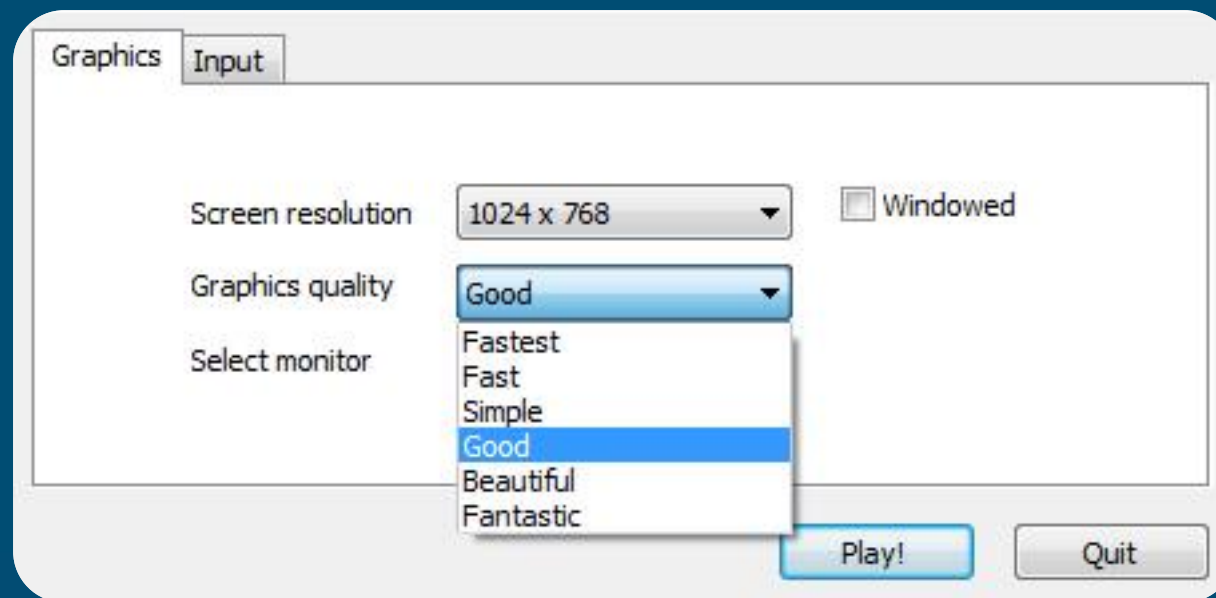 Graphics Input
Screen resolution 1024 x 768 Windowed
Graphics quality Good
Select monitor
Fastest
Fast
Simple
Good
Beautiful
Fantastic
Play! Quit